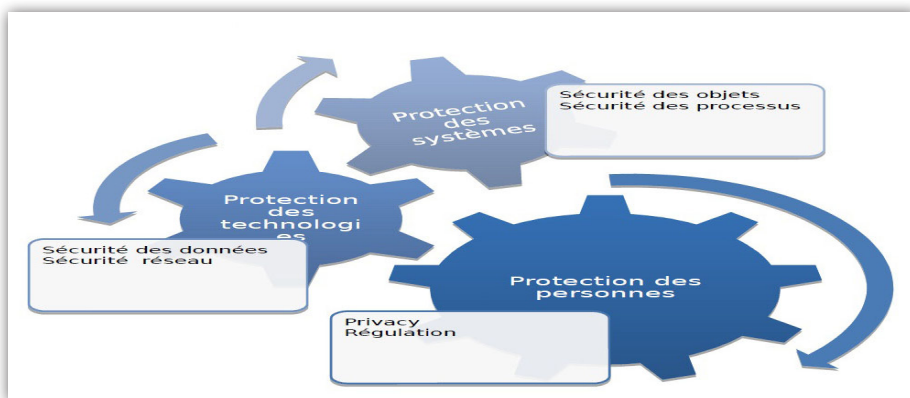 Protection
des
systèmes
Sécurité des objets
Sécurité des processus
Protection
des
technologi
es
Sécurité des données
Sécurité réseau
Protection des
personnes
Privacy
Régulation